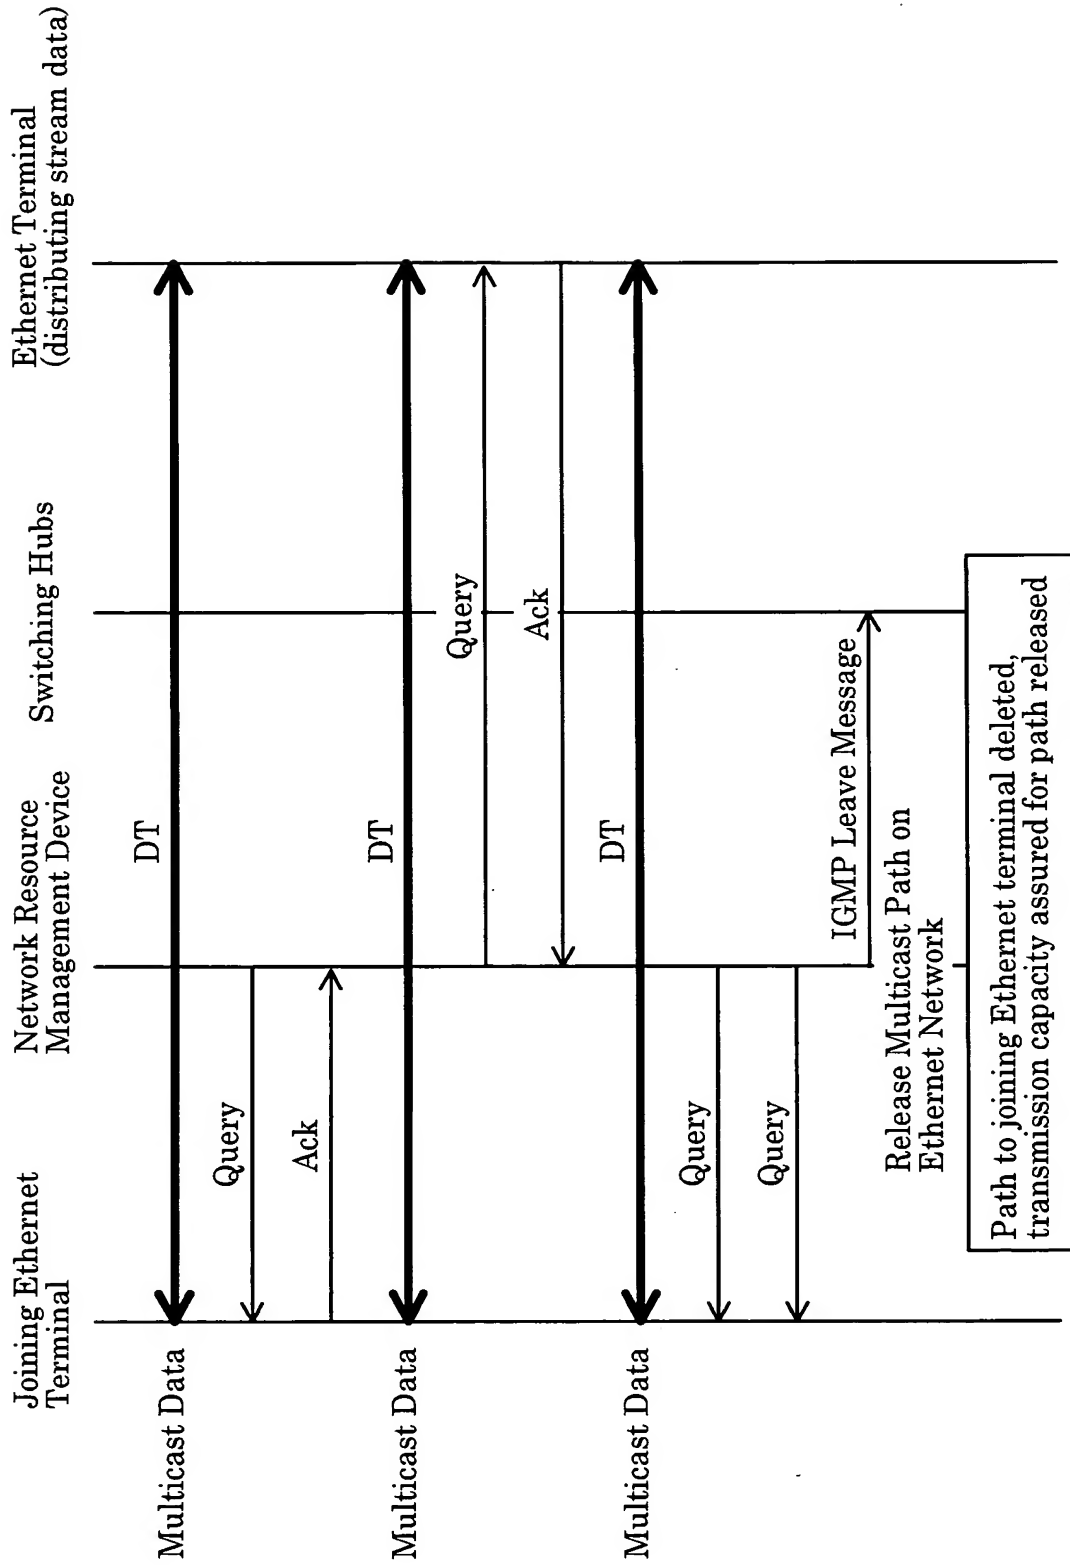 Joining Ethernet
Terminal
Network Resource
Management Device
Switching Hubs
Ethernet Terminal
(distributing stream data)
Multicast Data
DT
Query
Ack
Multicast Data
DT
Query
Ack
Multicast Data
DT
Query
Query
IGMP Leave Message
Release Multicast Path on
Ethernet Network
Path to joining Ethernet terminal deleted,
transmission capacity assured for path released